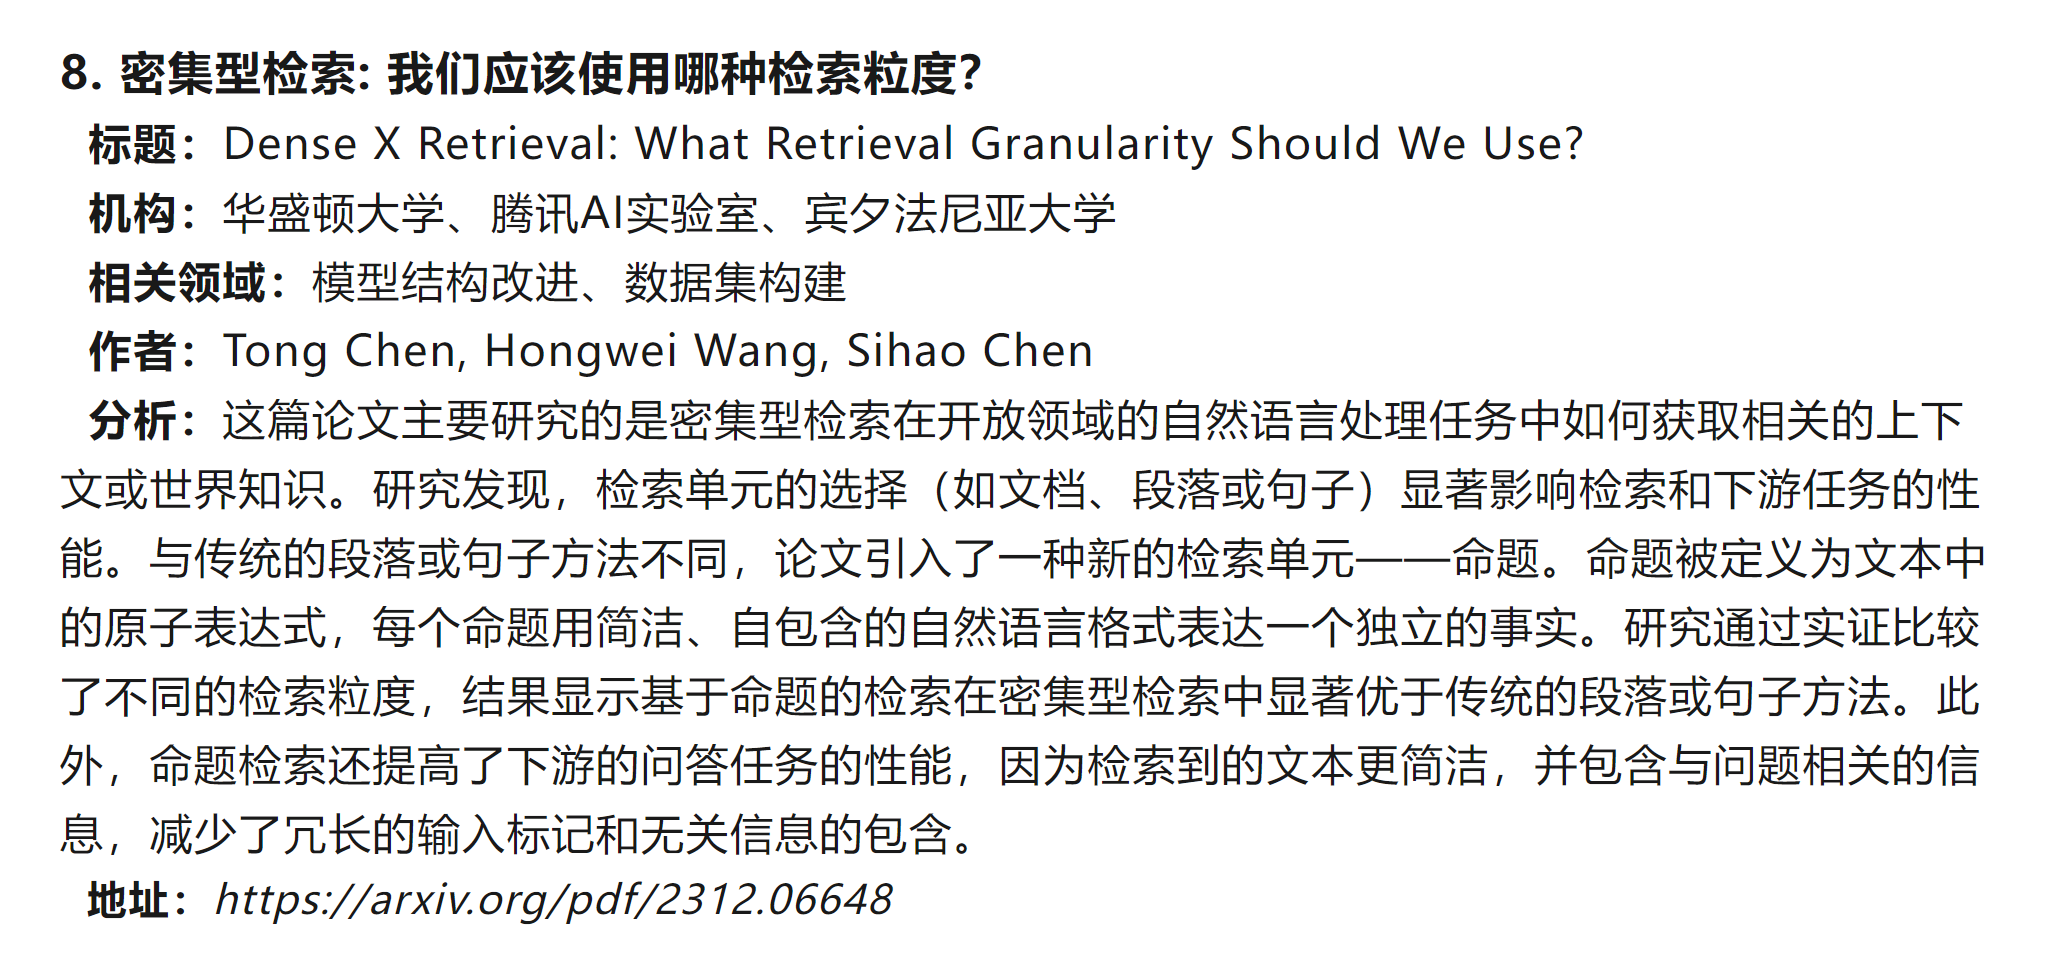 8. 密集型检索: 我们应该使用哪种检索粒度?
标题：Dense X Retrieval: What Retrieval Granularity Should We Use?
机构：华盛顿大学、腾讯AI实验室、宾夕法尼亚大学
相关领域：模型结构改进、数据集构建
作者：Tong Chen, Hongwei Wang, Sihao Chen
分析：这篇论文主要研究的是密集型检索在开放领域的自然语言处理任务中如何获取相关的上下
文或世界知识。研究发现，检索单元的选择（如文档、段落或句子）显著影响检索和下游任务的性
能。与传统的段落或句子方法不同，论文引入了一种新的检索单元——命题。命题被定义为文本中
的原子表达式，每个命题用简洁、自包含的自然语言格式表达一个独立的事实。研究通过实证比较
了不同的检索粒度，结果显示基于命题的检索在密集型检索中显著优于传统的段落或句子方法。此
外，命题检索还提高了下游的问答任务的性能，因为检索到的文本更简洁，并包含与问题相关的信
息，减少了冗长的输入标记和无关信息的包含。
地址：https://arxiv.org/pdf/2312.06648